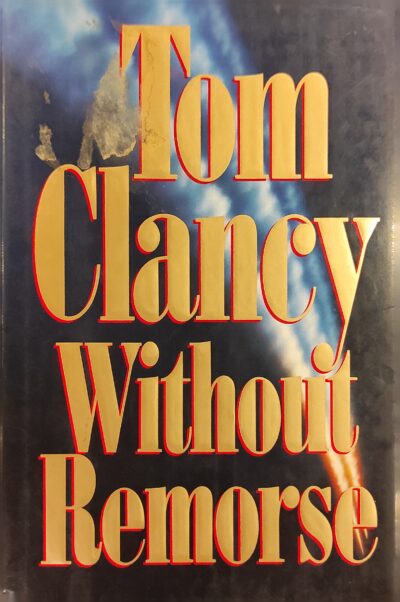 Tom
Clancy
Without
Remorse